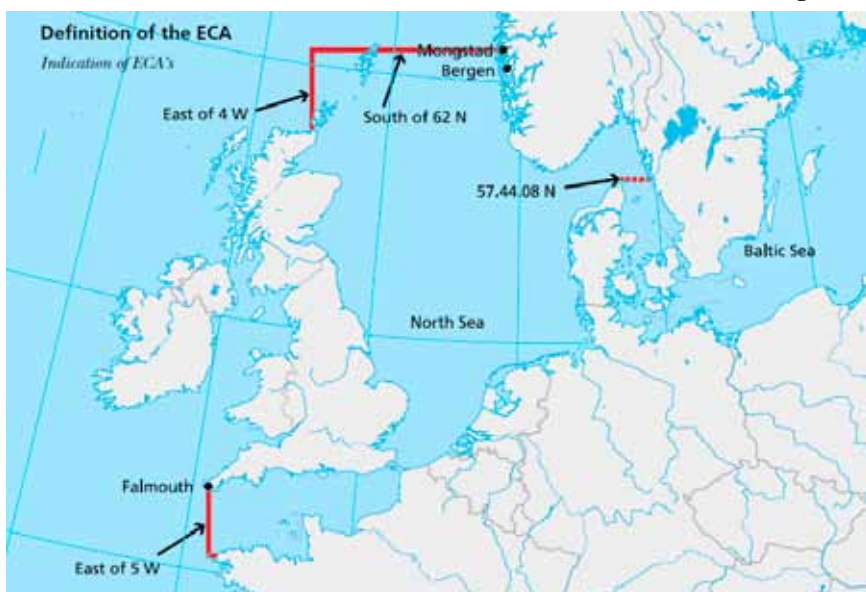 Definition of the ECA
Indication of ECA's
Mongstad
Bergen
East of 4 W
South of 62 N
57.44.08 N
Baltic Sea
North Sea
Falmouth
East of 5 W